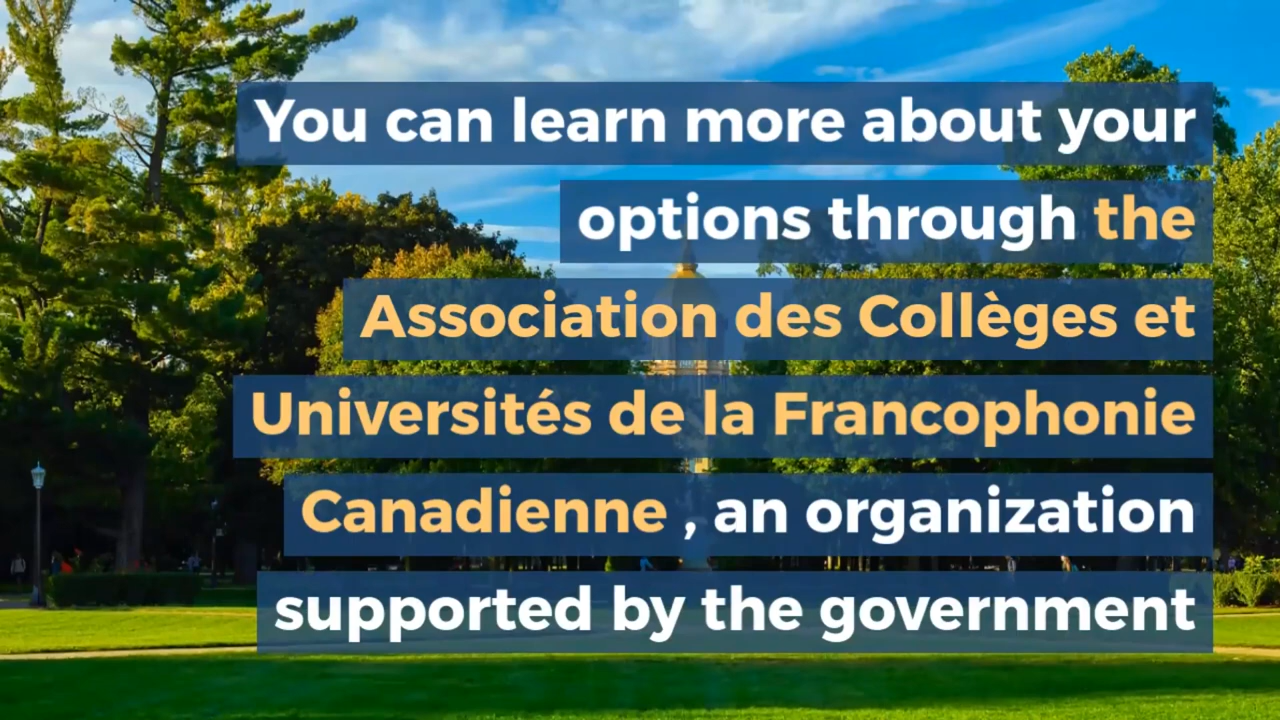 You can learn more about your
options through the
Association des Collèges et
Universités de la Francophonie
Canadienne , an organization
supported by the government